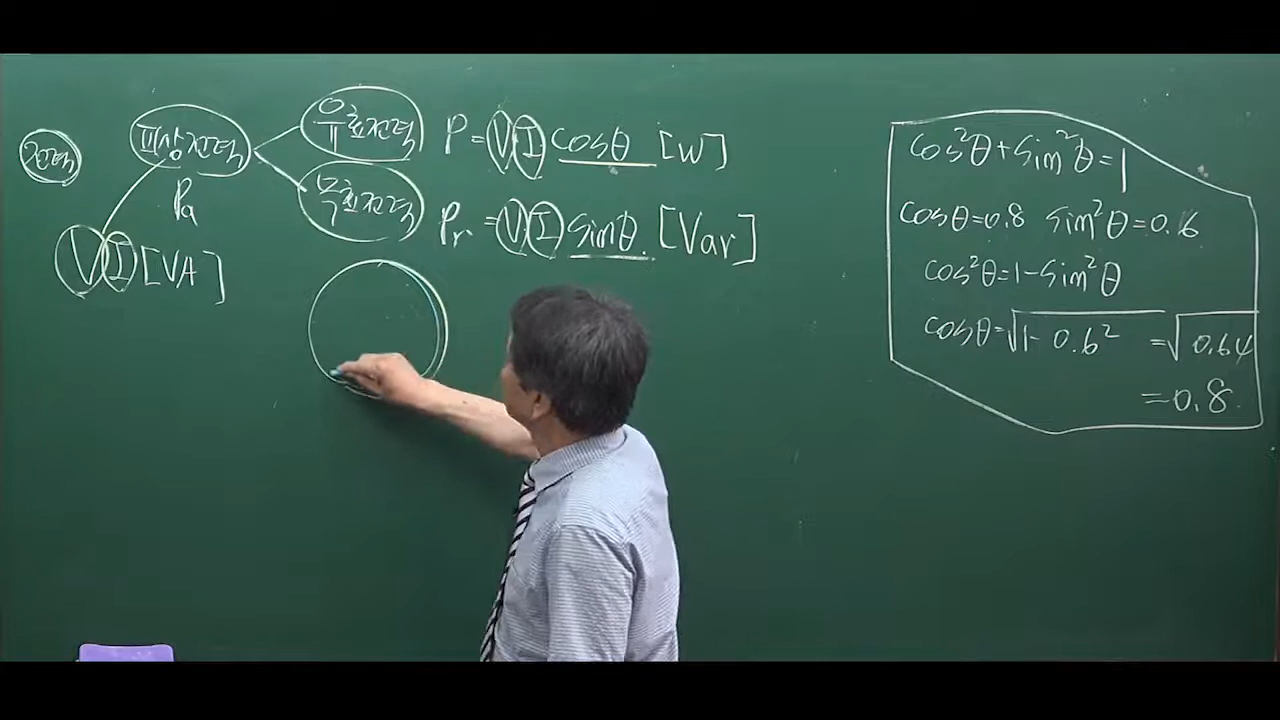 전력
피상전력
Pa
VI[VA]
유효전력 P=VI cosθ [W]
무효전력 Pr=VI sinθ [Var]
cos²θ+sin²θ=1
cosθ=0.8 sin²θ=0.6
cos²θ=1-sin²θ
cosθ=√1-0.6² =√0.64
=0.8